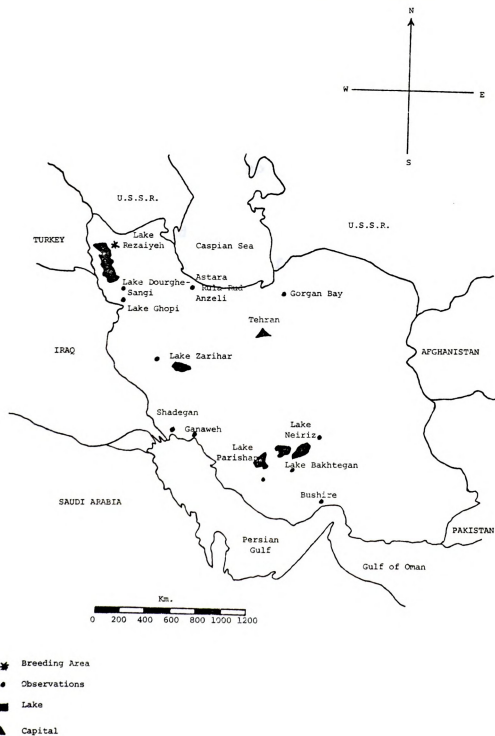 N
W
E
S
U.S.S.R.
U.S.S.R.
TURKEY
Lake
Rezaiyeh
Caspian Sea
Lake Dourghe-
Sangi
Astara
Rula Rud
Anzeli
Gorgan Bay
Lake Ghopi
Tehran
IRAQ
Lake Zarihar
AFGHANISTAN
Shadegan
Ganaweh
Lake
Neiriz
Lake
Parishan
Lake Bakhtegan
Bushire
SAUDI ARABIA
PAKISTAN
Persian
Gulf
Gulf of Oman
Km.
0 200 400 600 800 1000 1200
Breeding Area
Observations
Lake
Capital